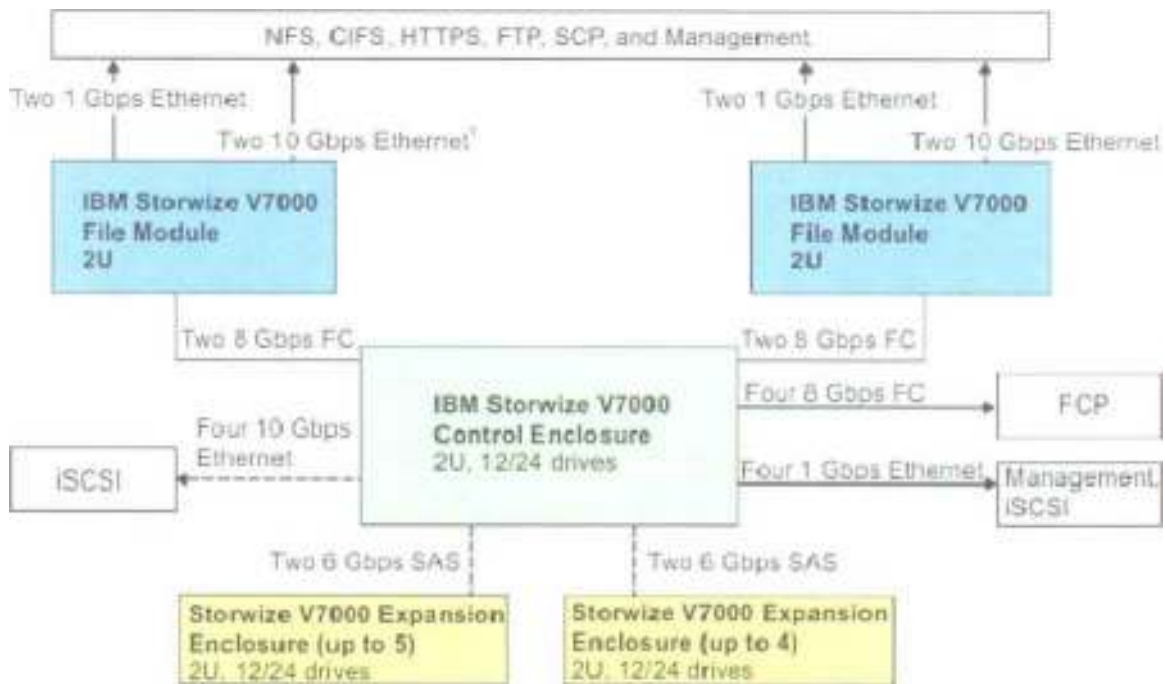 NFS, CIFS, HTTPS, FTP, SCP, and Management
Two 1 Gbps Ethernet
Two 10 Gbps Ethernet¹
Two 1 Gbps Ethernet
Two 10 Gbps Ethernet
IBM Storwize V7000
File Module
2U
IBM Storwize V7000
File Module
2U
Two 8 Gbps FC
Two 8 Gbps FC
IBM Storwize V7000
Control Enclosure
2U, 12/24 drives
Four 8 Gbps FC
FCP
Four 10 Gbps
Ethernet
iSCSI
Four 1 Gbps Ethernet
Management,
iSCSI
Two 6 Gbps SAS
Two 6 Gbps SAS
Storwize V7000 Expansion
Enclosure (up to 5)
2U, 12/24 drives
Storwize V7000 Expansion
Enclosure (up to 4)
2U, 12/24 drives